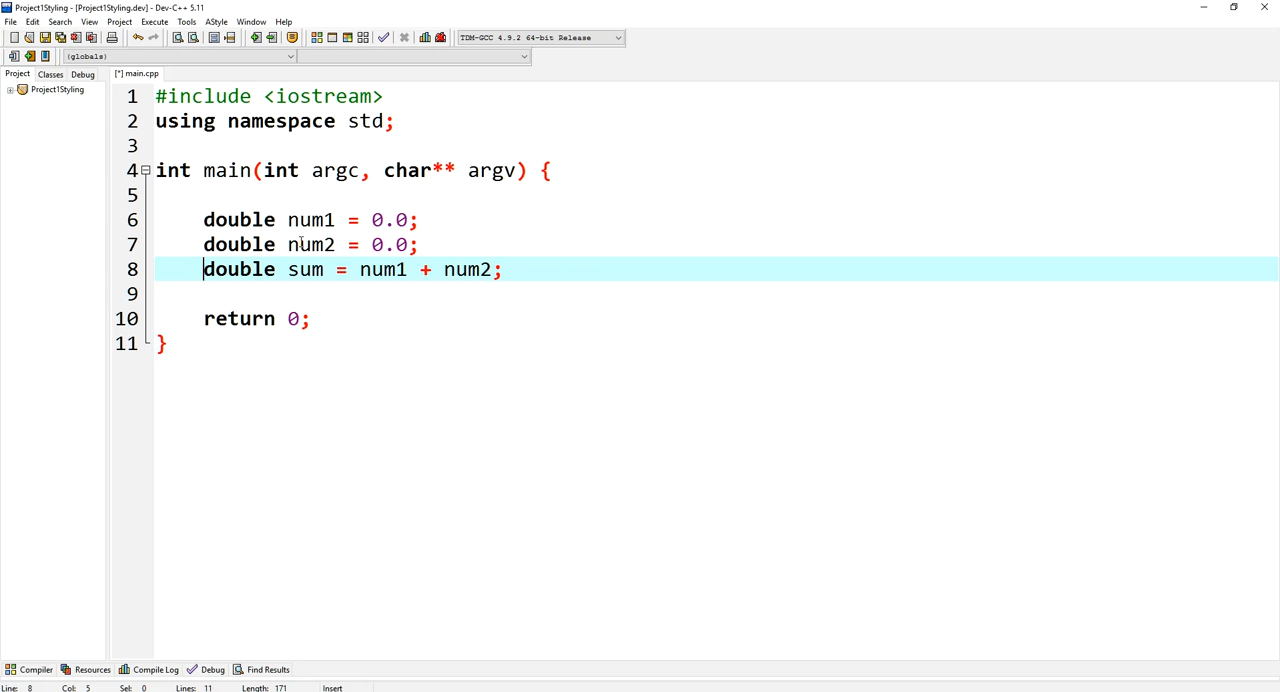 Project1Styling - [Project1Styling.dev] - Dev-C++ 5.11
File Edit Search View Project Execute Tools AStyle Window Help
TDM-GCC 4.9.2 64-bit Release
(globals)
Project Classes Debug [*] main.cpp
Project1Styling
1 #include <iostream>
2 using namespace std;
3
4 int main(int argc, char** argv) {
5
6 double num1 = 0.0;
7 double num2 = 0.0;
8 double sum = num1 + num2;
9
10 return 0;
11 }
Compiler Resources Compile Log Debug Find Results
Line: 8 Col: 5 Sel: 0 Lines: 11 Length: 171 Insert